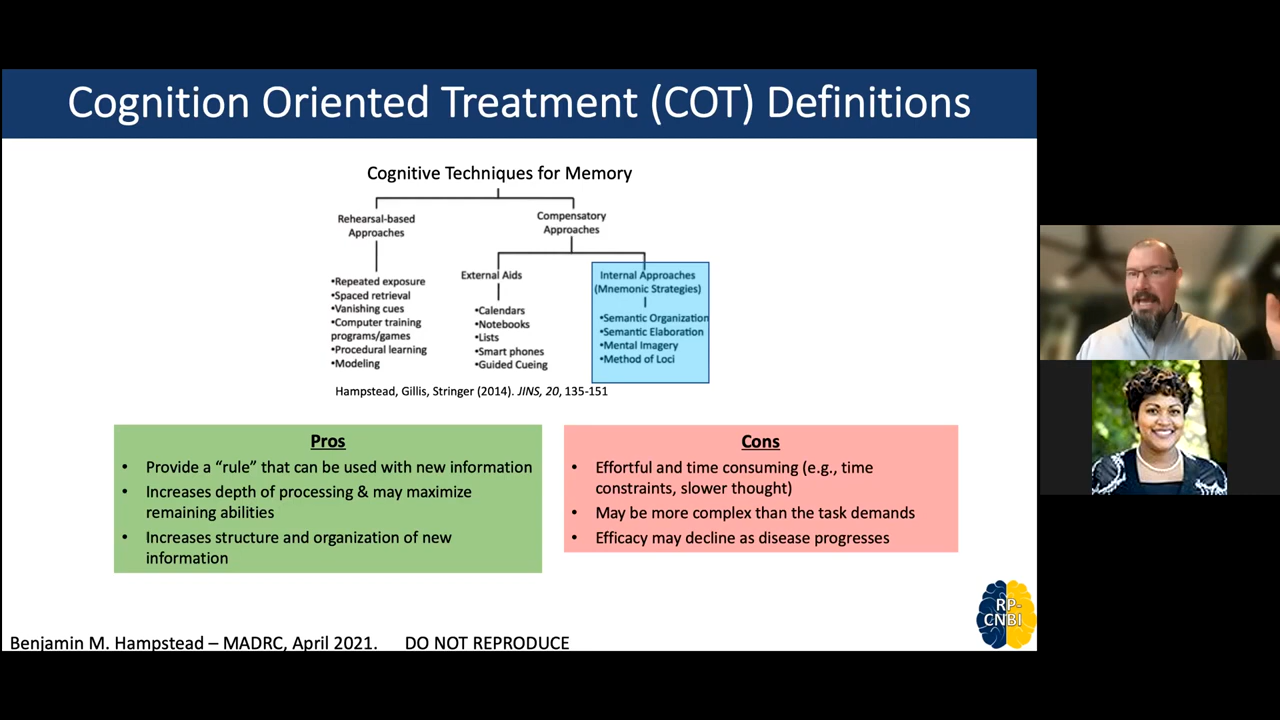 Cognition Oriented Treatment (COT) Definitions
Cognitive Techniques for Memory
Rehearsal-based
Approaches
•Repeated exposure
•Spaced retrieval
•Vanishing cues
•Computer training
programs/games
•Procedural learning
•Modeling
Compensatory
Approaches
External Aids
•Calendars
•Notebooks
•Lists
•Smart phones
•Guided Cueing
Internal Approaches
(Mnemonic Strategies)
•Semantic Organization
•Semantic Elaboration
•Mental Imagery
•Method of Loci
Hampstead, Gillis, Stringer (2014). JINS, 20, 135-151
Pros
• Provide a “rule” that can be used with new information
• Increases depth of processing & may maximize
remaining abilities
• Increases structure and organization of new
information
Cons
• Effortful and time consuming (e.g., time
constraints, slower thought)
• May be more complex than the task demands
• Efficacy may decline as disease progresses
RP-
CNBI
Benjamin M. Hampstead – MADRC, April 2021. DO NOT REPRODUCE